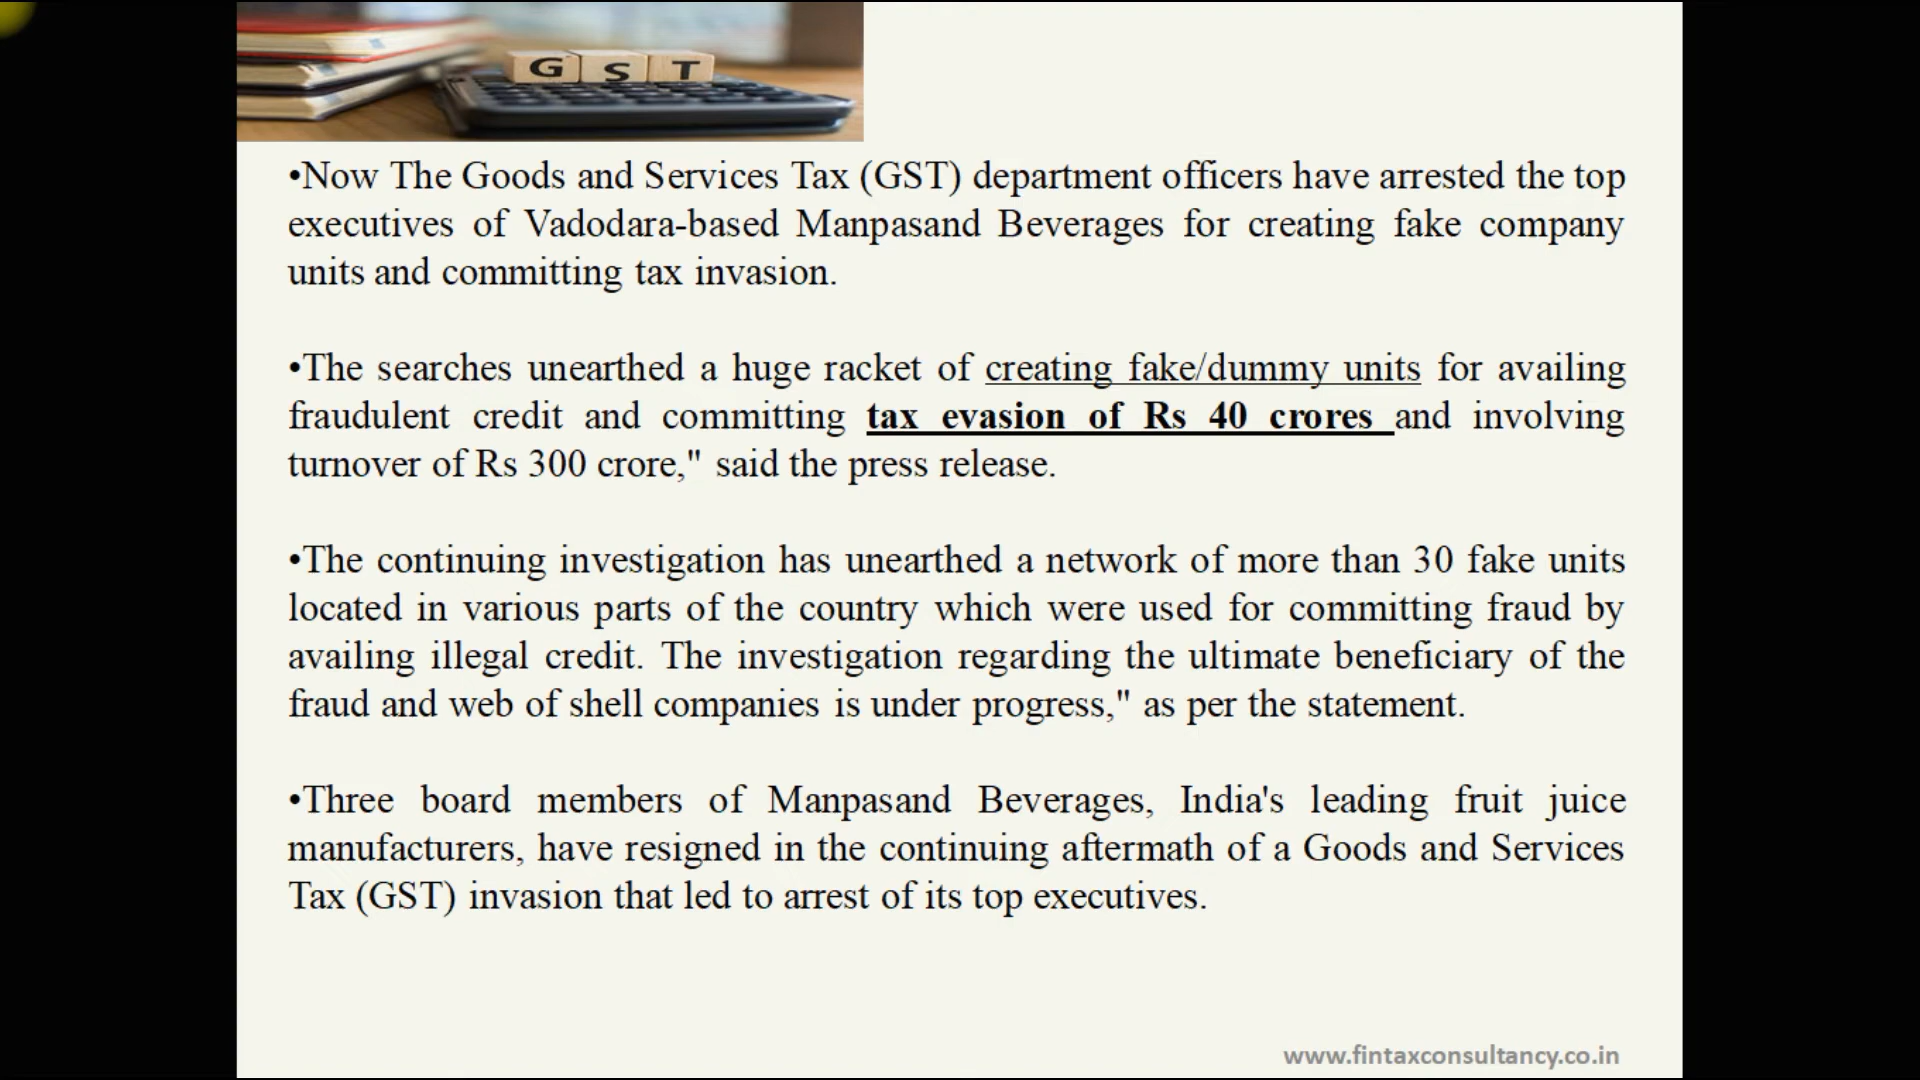 G S T
•Now The Goods and Services Tax (GST) department officers have arrested the top
executives of Vadodara-based Manpasand Beverages for creating fake company
units and committing tax invasion.
•The searches unearthed a huge racket of creating fake/dummy units for availing
fraudulent credit and committing tax evasion of Rs 40 crores and involving
turnover of Rs 300 crore," said the press release.
•The continuing investigation has unearthed a network of more than 30 fake units
located in various parts of the country which were used for committing fraud by
availing illegal credit. The investigation regarding the ultimate beneficiary of the
fraud and web of shell companies is under progress," as per the statement.
•Three board members of Manpasand Beverages, India's leading fruit juice
manufacturers, have resigned in the continuing aftermath of a Goods and Services
Tax (GST) invasion that led to arrest of its top executives.
www.fintaxconsultancy.co.in